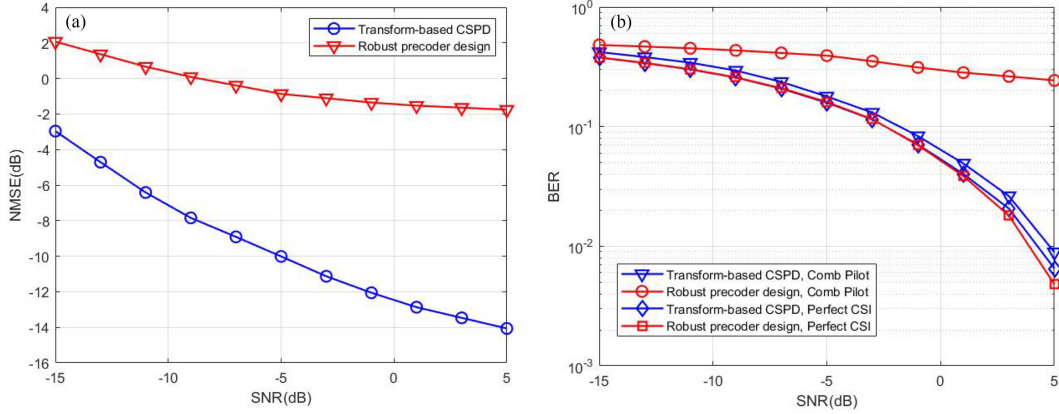 (a)
Transform-based CSPD
Robust precoder design
4
2
0
-2
-4
-6
-8
-10
-12
-14
-16
NMSE(dB)
-15
-10
-5
0
5
SNR(dB)
(b)
10^0
10^-1
10^-2
10^-3
BER
Transform-based CSPD, Comb Pilot
Robust precoder design, Comb Pilot
Transform-based CSPD, Perfect CSI
Robust precoder design, Perfect CSI
-15
-10
-5
0
5
SNR(dB)